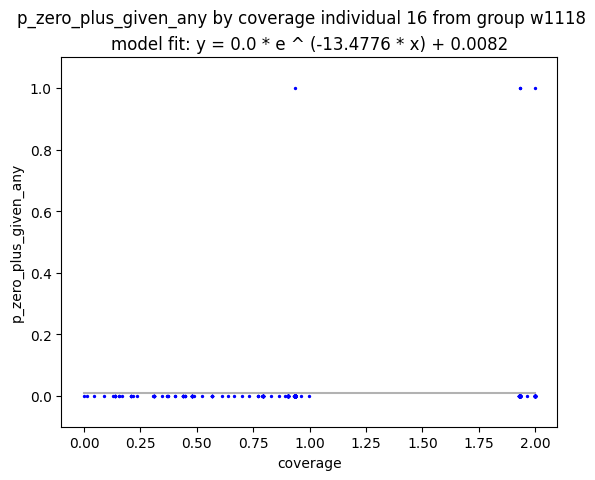 p_zero_plus_given_any by coverage individual 16 from group w1118
model fit: y = 0.0 * e ^ (-13.4776 * x) + 0.0082
1.0
0.8
0.6
0.4
0.2
0.0
p_zero_plus_given_any
0.00 0.25 0.50 0.75 1.00 1.25 1.50 1.75 2.00
coverage